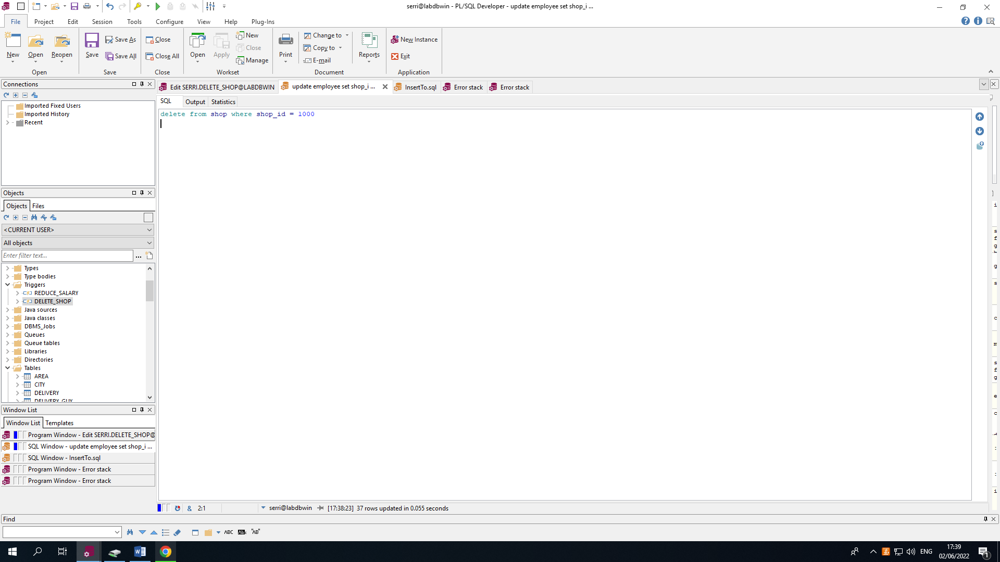 serri@labdbwin - PL/SQL Developer - update employee set shop_i ...
File Project Edit Session Tools Configure View Help Plug-Ins
New Open Reopen
Open
Save Save As Save All
Save
Close Close All
Close
Open Apply New Close Manage
Workset
Print Change to Copy to E-mail Reports
Document
New Instance Exit
Application
Connections
Imported Fixed Users
Imported History
Recent
Edit SERRI.DELETE_SHOP@LABDBWIN update employee set shop_i ... InsertTo.sql Error stack Error stack
SQL Output Statistics
delete from shop where shop_id = 1000
Objects
Objects Files
<CURRENT USER>
All objects
Enter filter text...
Types
Type bodies
Triggers
REDUCE_SALARY
DELETE_SHOP
Java sources
Java classes
DBMS_Jobs
Queues
Queue tables
Libraries
Directories
Tables
AREA
CITY
DELIVERY
DELIVERY_GUY
Window List
Window List Templates
Program Window - Edit SERRI.DELETE_SHOP@
SQL Window - update employee set shop_i ...
SQL Window - InsertTo.sql
Program Window - Error stack
Program Window - Error stack
& 2:1 serri@labdbwin [17:38:23] 37 rows updated in 0.055 seconds
Find
ABC "AB"
ENG
17:39
02/06/2022
1